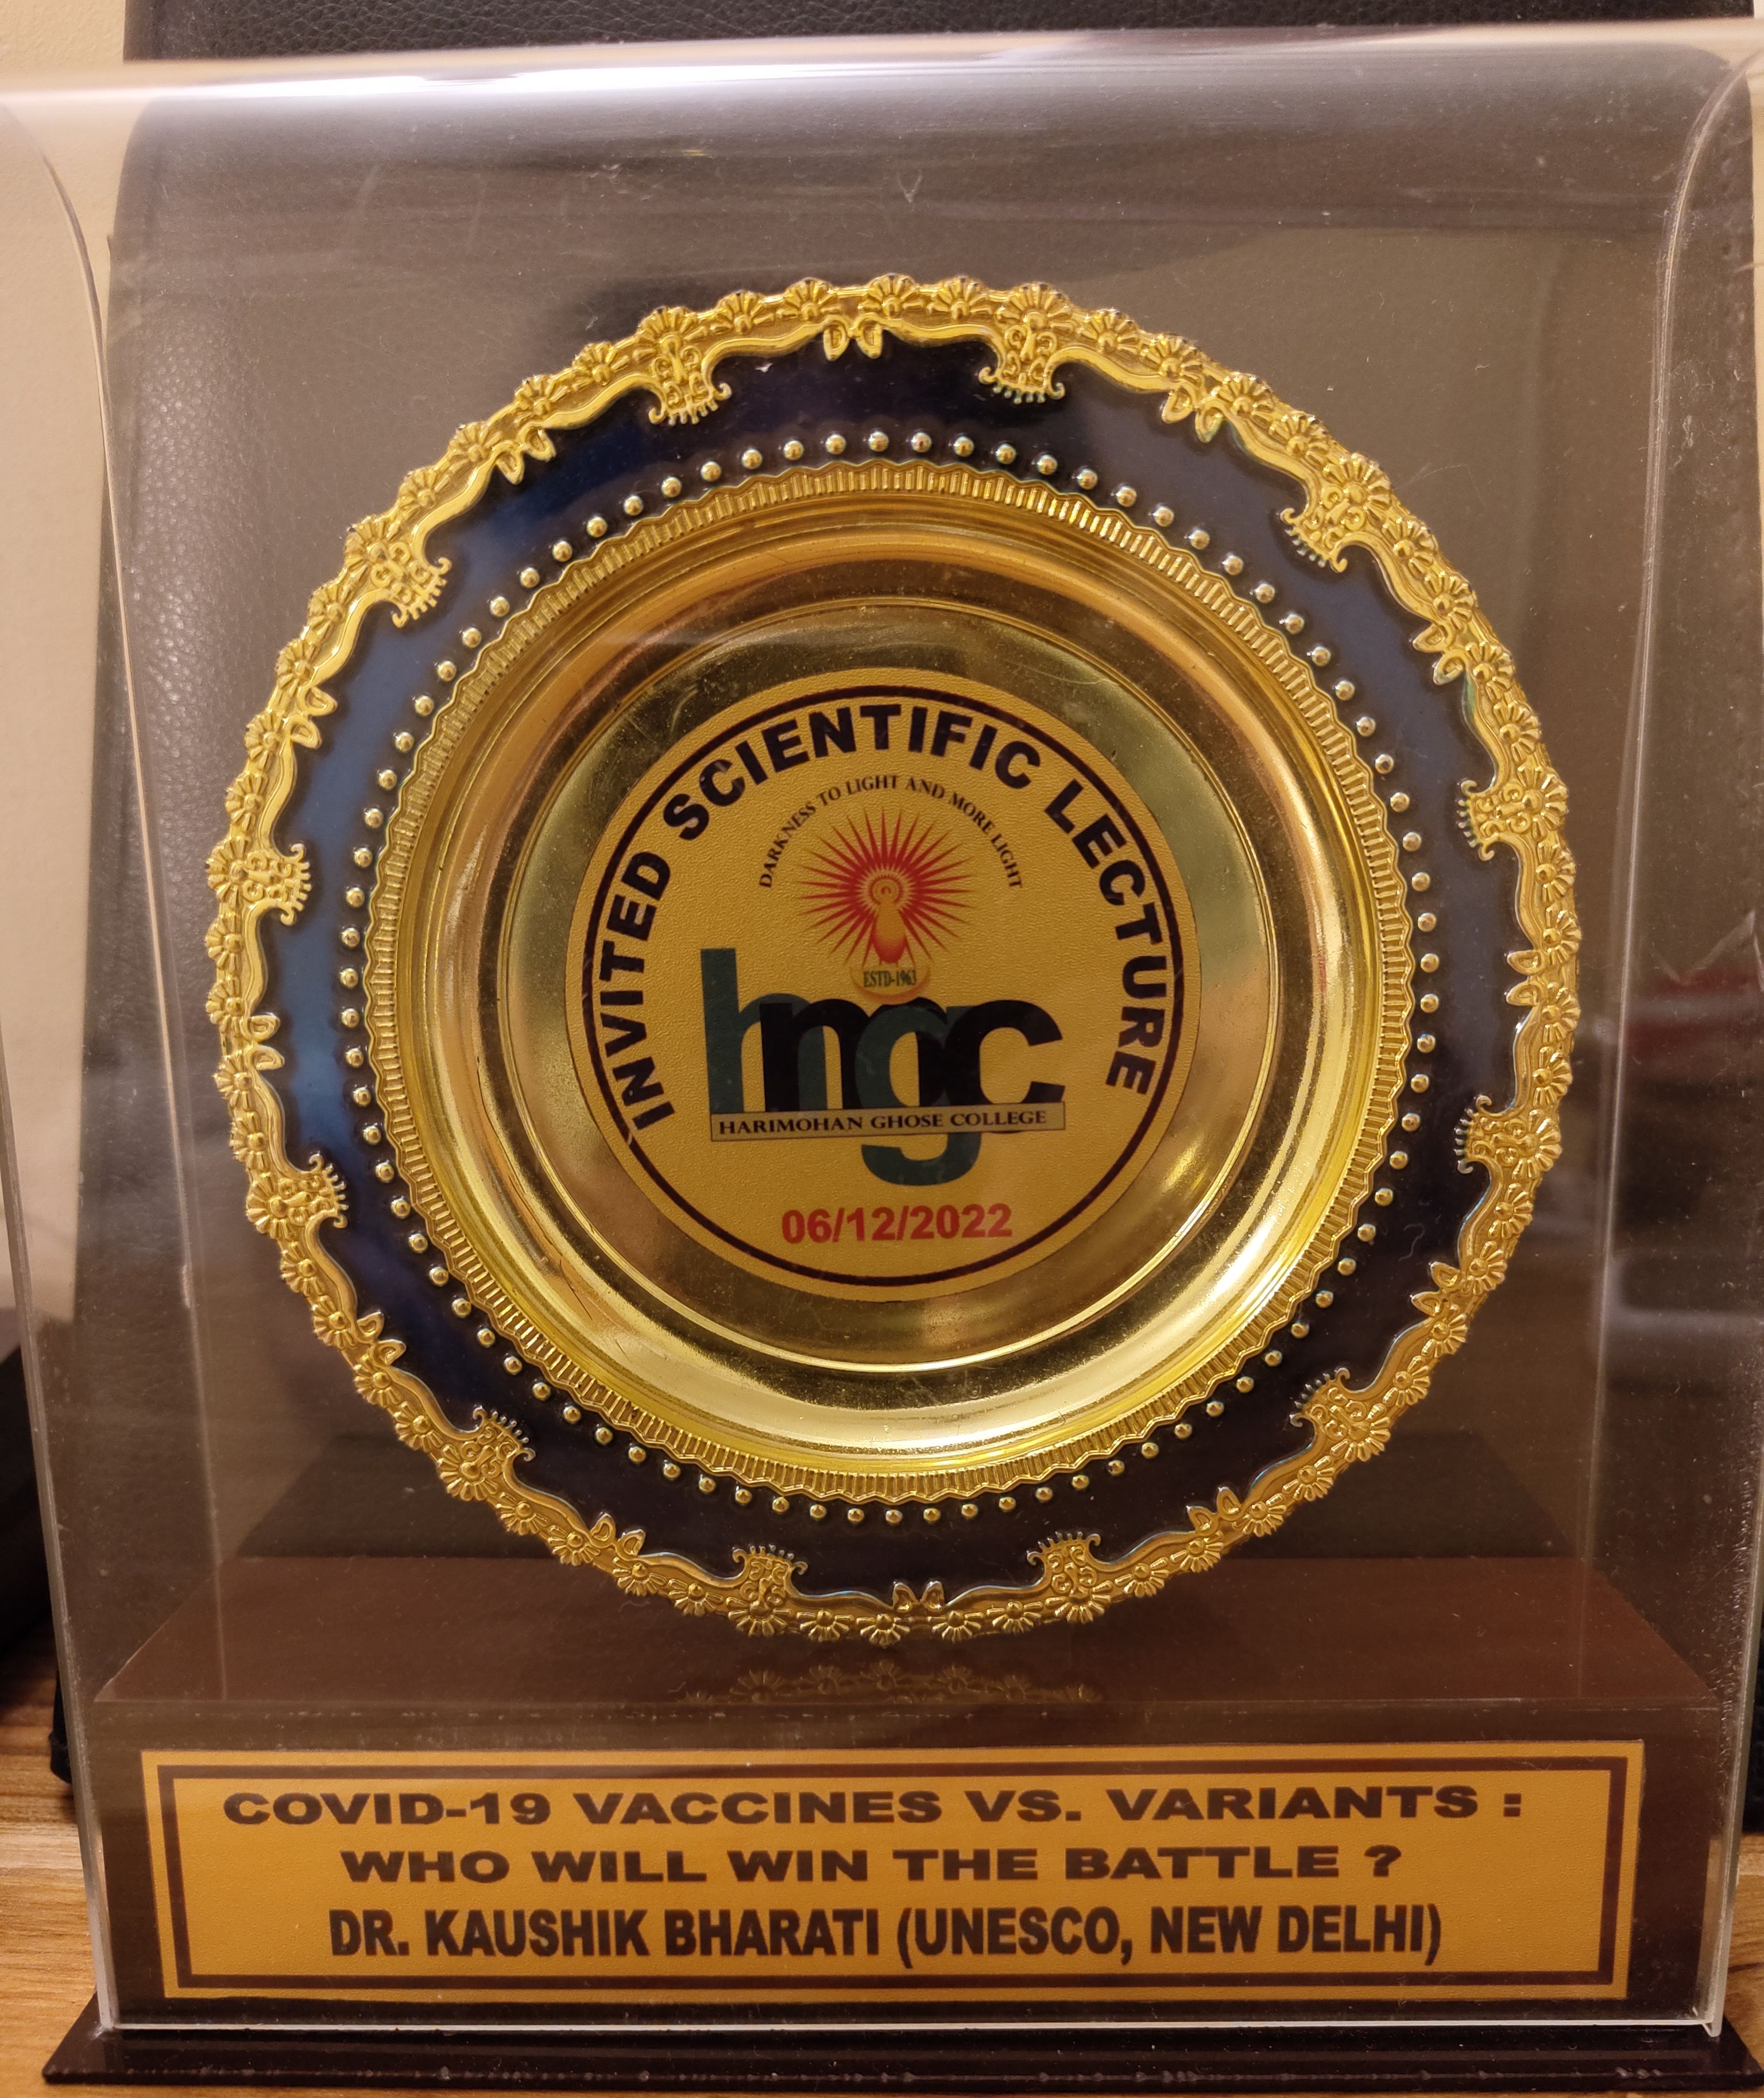 INVITED SCIENTIFIC LECTURE
DARKNESS TO LIGHT AND MORE LIGHT
ESTD-1963
hmgc
HARIMOHAN GHOSE COLLEGE
06/12/2022
COVID-19 VACCINES VS. VARIANTS :
WHO WILL WIN THE BATTLE ?
DR. KAUSHIK BHARATI (UNESCO, NEW DELHI)